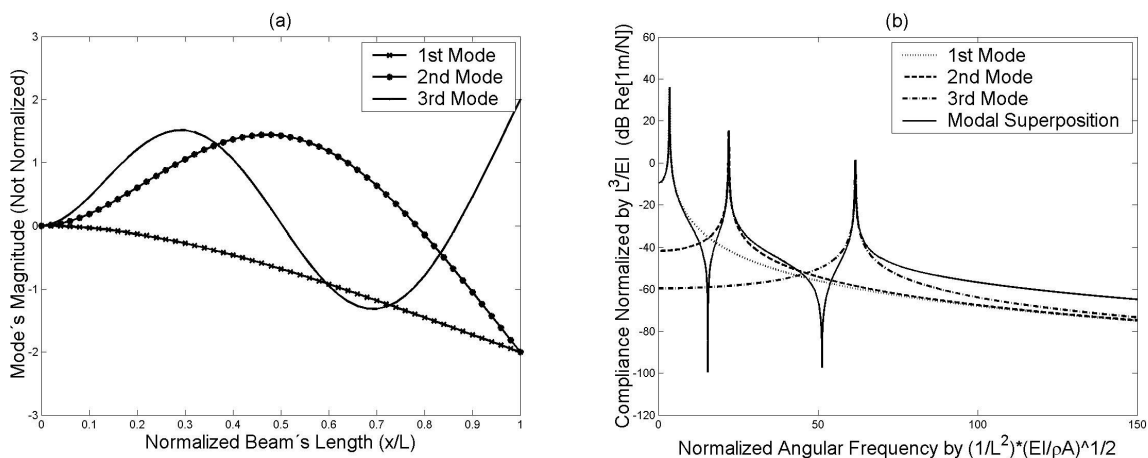 (a)
Mode´s Magnitude (Not Normalized)
3
2
1
0
-1
-2
-3
1st Mode
2nd Mode
3rd Mode
0 0.1 0.2 0.3 0.4 0.5 0.6 0.7 0.8 0.9 1
Normalized Beam´s Length (x/L)
(b)
Compliance Normalized by L^3/EI (dB Re[1m/N]
60
40
20
0
-20
-40
-60
-80
-100
-120
1st Mode
2nd Mode
3rd Mode
Modal Superposition
0 50 100 150
Normalized Angular Frequency by (1/L²)*(EI/ρA)^1/2